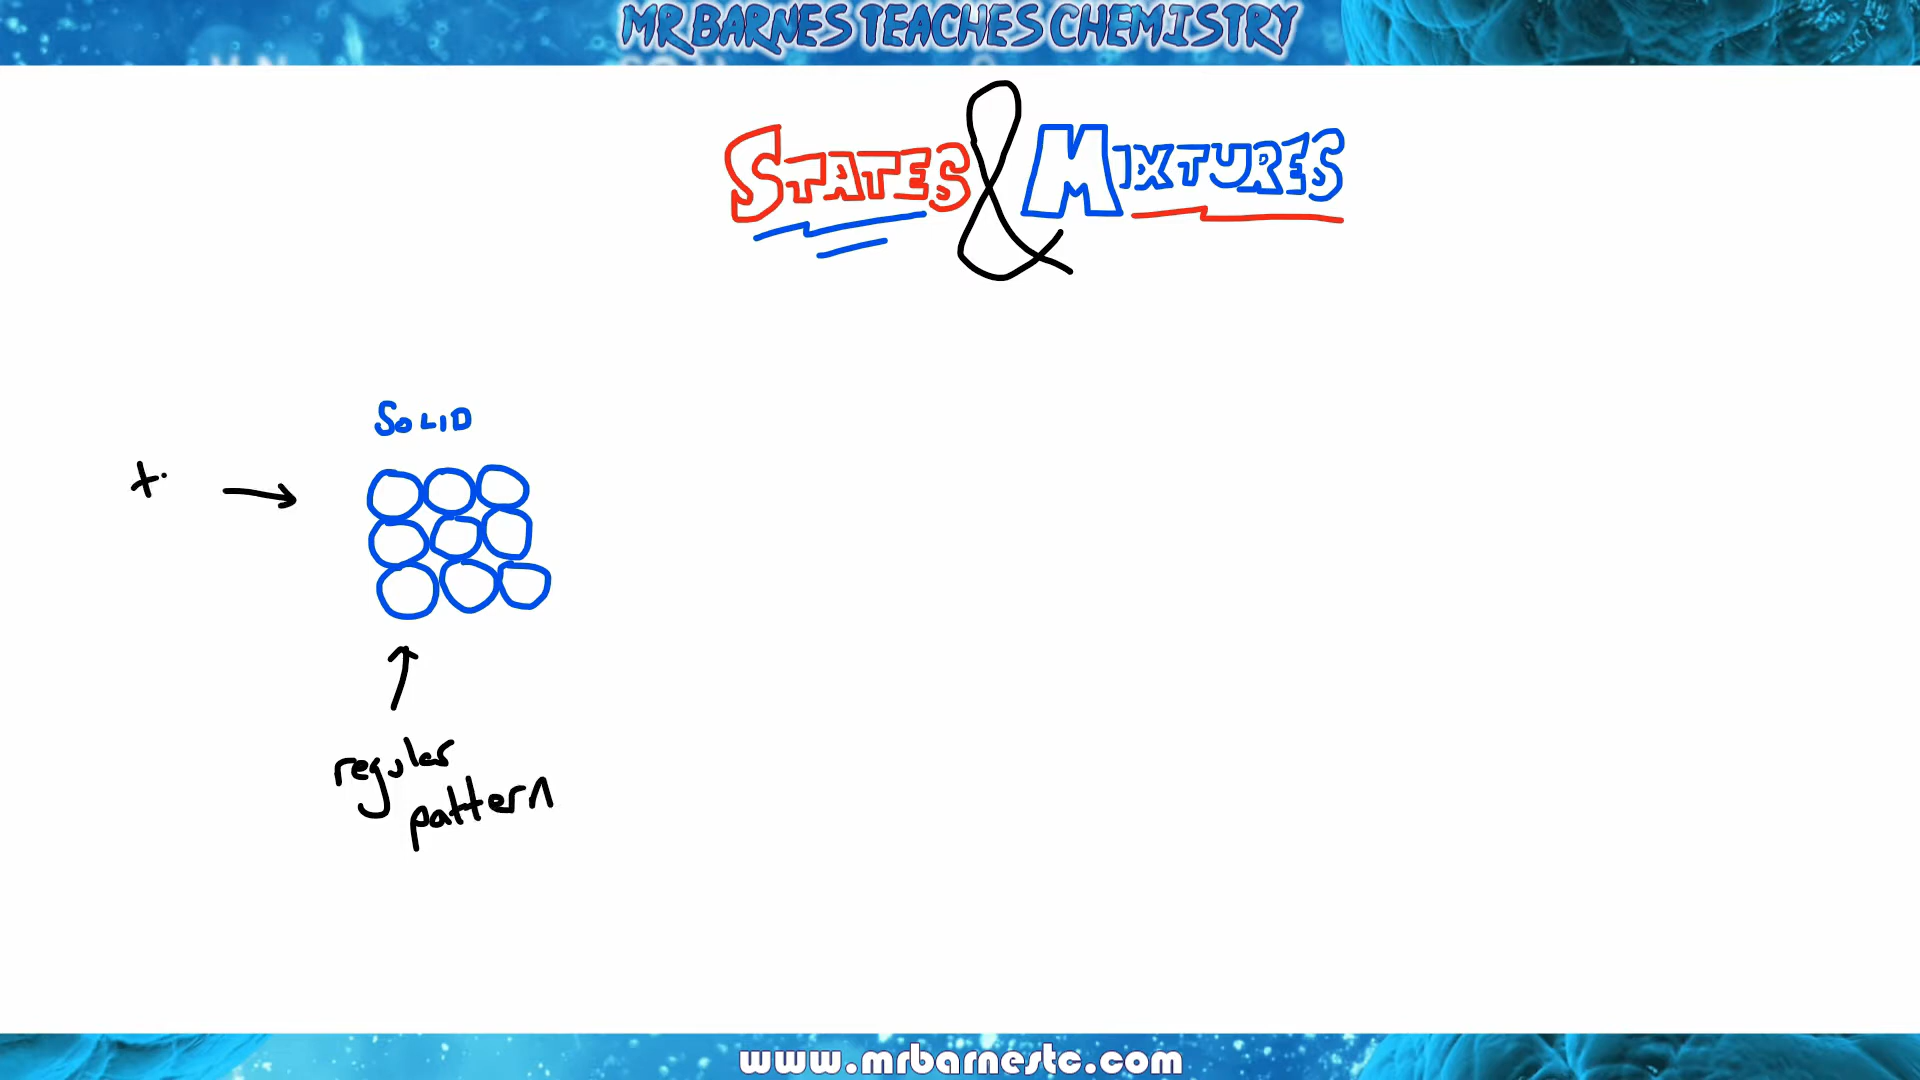 MR BARNES TEACHES CHEMISTRY
STATES & MIXTURES
SOLID
regular
pattern
www.mrbarnestc.com